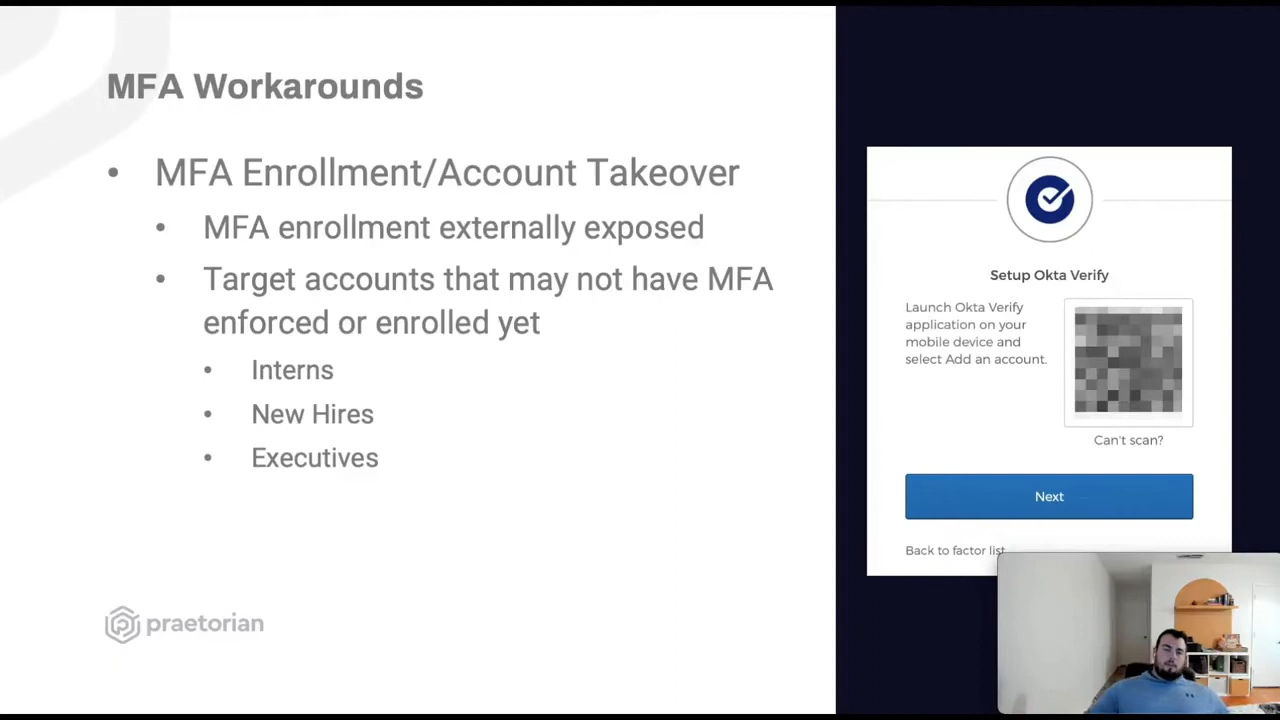 MFA Workarounds
• MFA Enrollment/Account Takeover
• MFA enrollment externally exposed
• Target accounts that may not have MFA
enforced or enrolled yet
• Interns
• New Hires
• Executives
praetorian
Setup Okta Verify
Launch Okta Verify
application on your
mobile device and
select Add an account.
Can't scan?
Next
Back to factor list